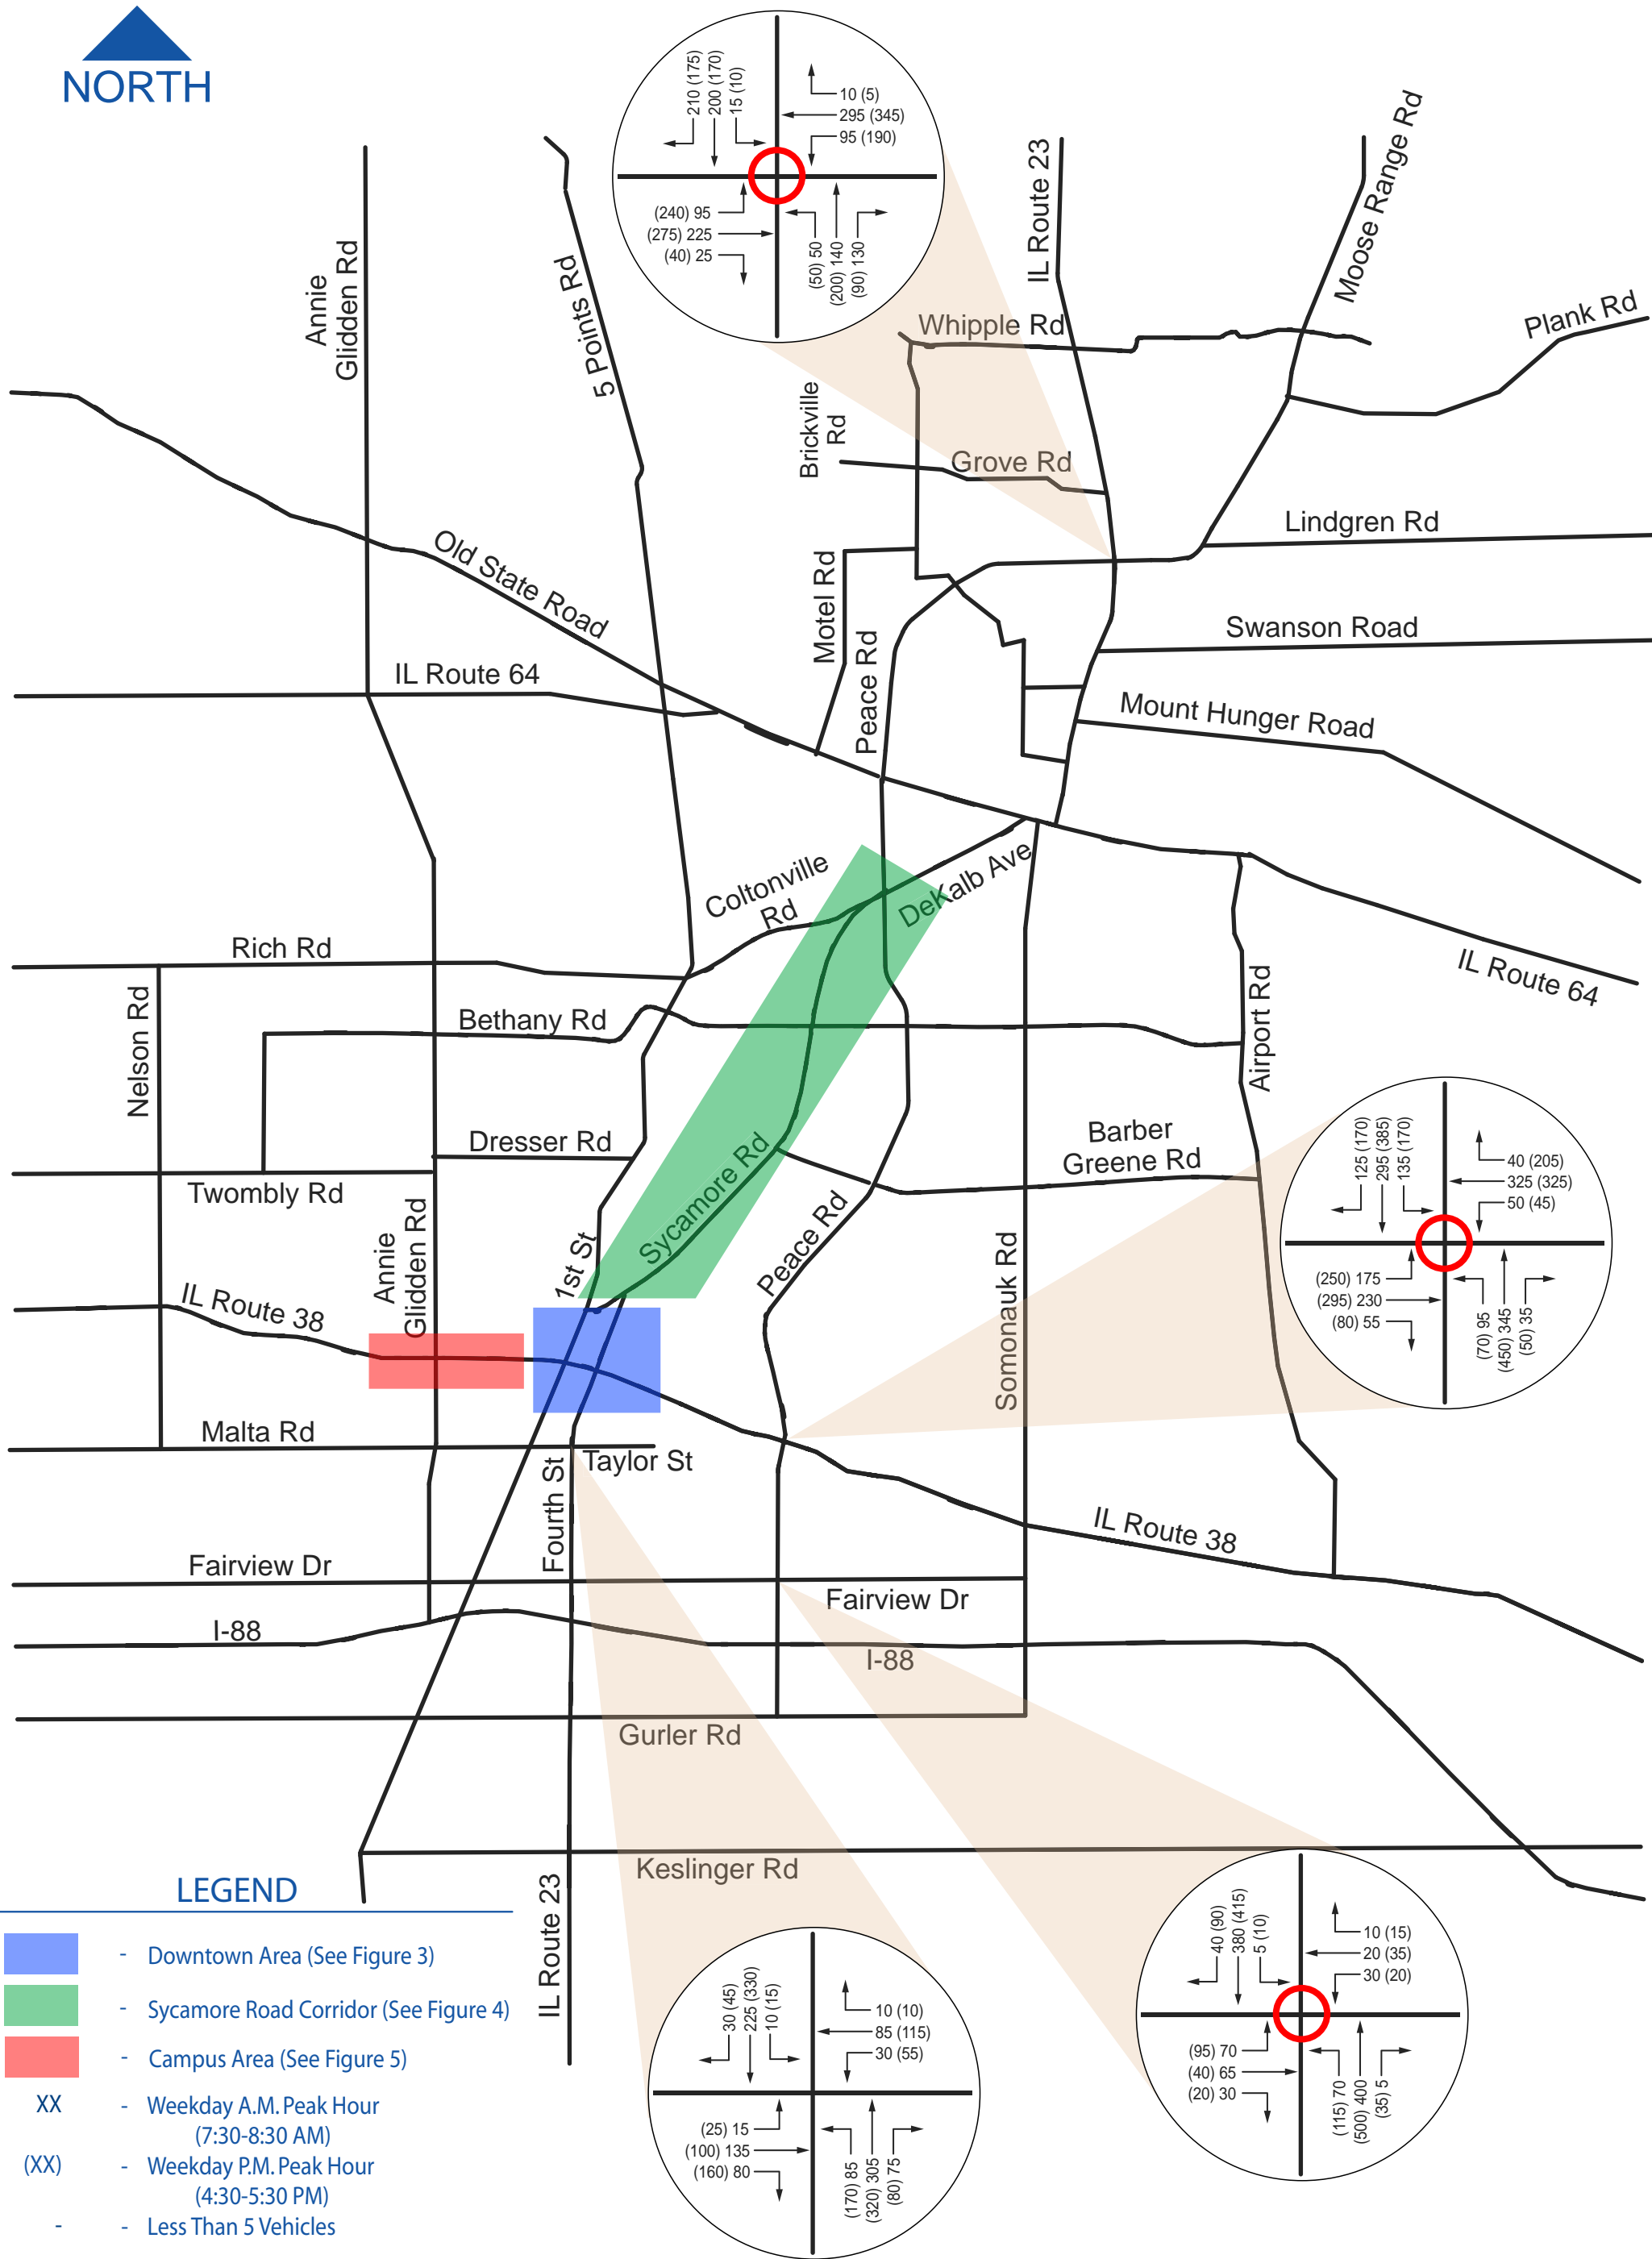 NORTH
210 (175)
200 (170)
15 (10)
10 (5)
295 (345)
95 (190)
(240) 95
(275) 225
(40) 25
(50) 50
(200) 140
(90) 130
IL Route 23
Moose Range Rd
Annie
Glidden Rd
5 Points Rd
Whipple Rd
Plank Rd
Brickville
Rd
Grove Rd
Lindgren Rd
Old State Road
Motel Rd
Peace Rd
Swanson Road
IL Route 64
Mount Hunger Road
Coltonville
Rd
DeKalb Ave
Rich Rd
IL Route 64
Nelson Rd
Bethany Rd
Airport Rd
Dresser Rd
Sycamore Rd
Barber
Greene Rd
125 (170)
295 (385)
135 (170)
40 (205)
325 (325)
50 (45)
(250) 175
(295) 230
(80) 55
(70) 95
(450) 345
(50) 35
Twombly Rd
Annie
Glidden Rd
1st St
Peace Rd
Somonauk Rd
IL Route 38
Malta Rd
Taylor St
Fourth St
IL Route 38
Fairview Dr
Fairview Dr
I-88
I-88
Gurler Rd
Keslinger Rd
IL Route 23
40 (90)
380 (415)
5 (10)
10 (15)
20 (35)
30 (20)
(95) 70
(40) 65
(20) 30
(115) 70
(500) 400
(35) 5
30 (45)
225 (330)
10 (15)
10 (10)
85 (115)
30 (55)
(25) 15
(100) 135
(160) 80
(170) 85
(320) 305
(80) 75
LEGEND
- Downtown Area (See Figure 3)
- Sycamore Road Corridor (See Figure 4)
- Campus Area (See Figure 5)
XX - Weekday A.M. Peak Hour
(7:30-8:30 AM)
(XX) - Weekday P.M. Peak Hour
(4:30-5:30 PM)
- - Less Than 5 Vehicles